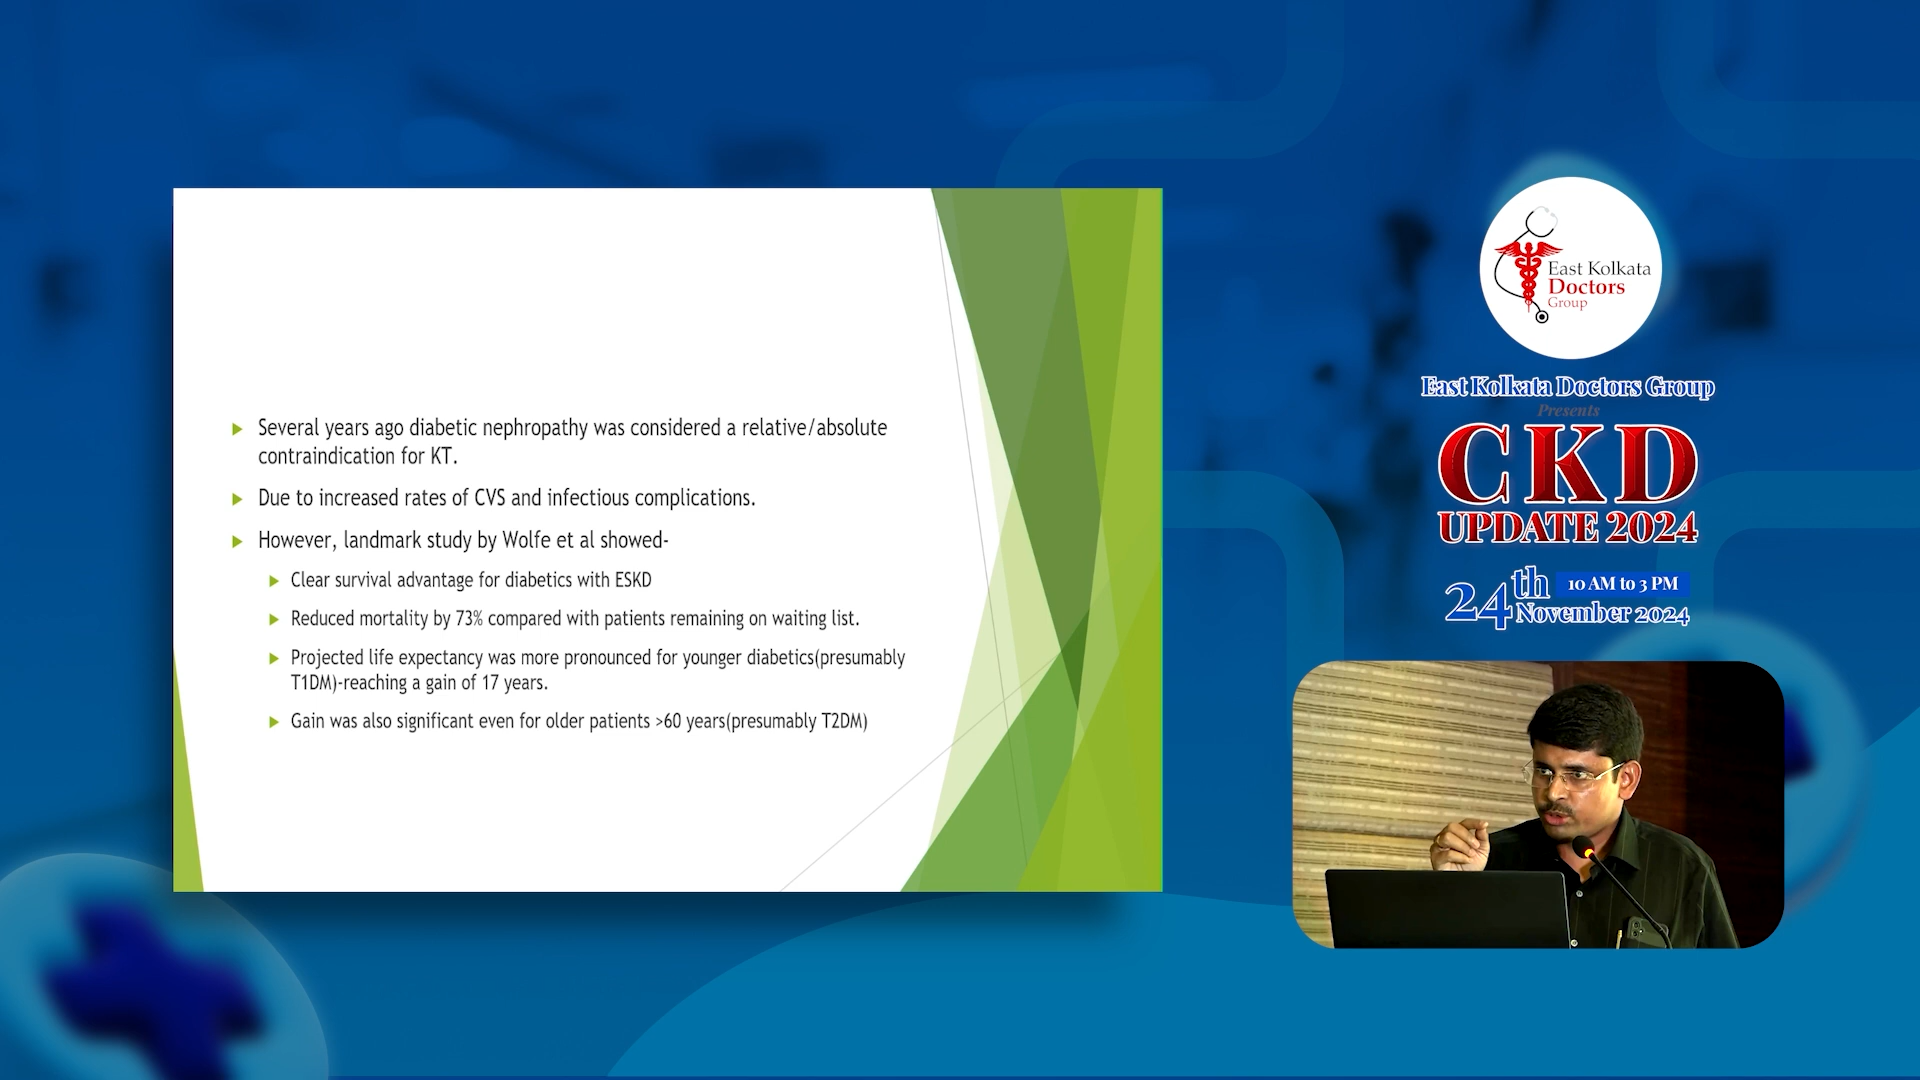 Several years ago diabetic nephropathy was considered a relative/absolute
contraindication for KT.
Due to increased rates of CVS and infectious complications.
However, landmark study by Wolfe et al showed-
Clear survival advantage for diabetics with ESKD
Reduced mortality by 73% compared with patients remaining on waiting list.
Projected life expectancy was more pronounced for younger diabetics(presumably
T1DM)-reaching a gain of 17 years.
Gain was also significant even for older patients >60 years(presumably T2DM)
East Kolkata
Doctors
Group
East Kolkata Doctors Group
Presents
CKD
UPDATE 2024
24th 10 AM to 3 PM
November 2024